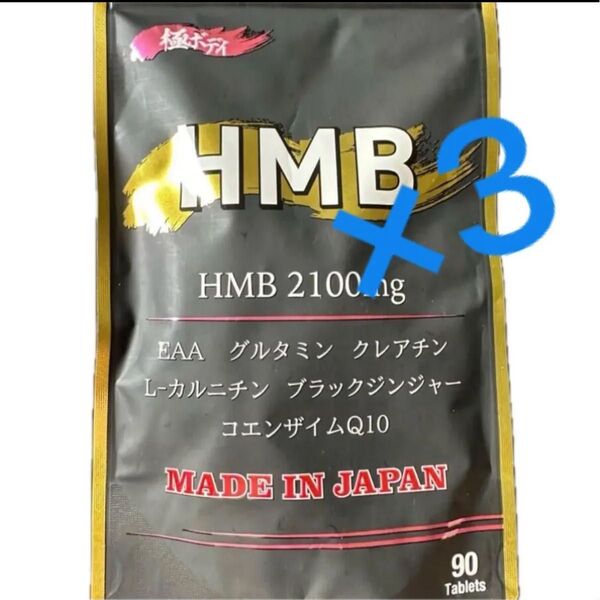 極ボディ
HMB
×3
HMB 2100mg
EAA グルタミン クレアチン
L-カルニチン ブラックジンジャー
コエンザイムQ10
MADE IN JAPAN
90
Tablets